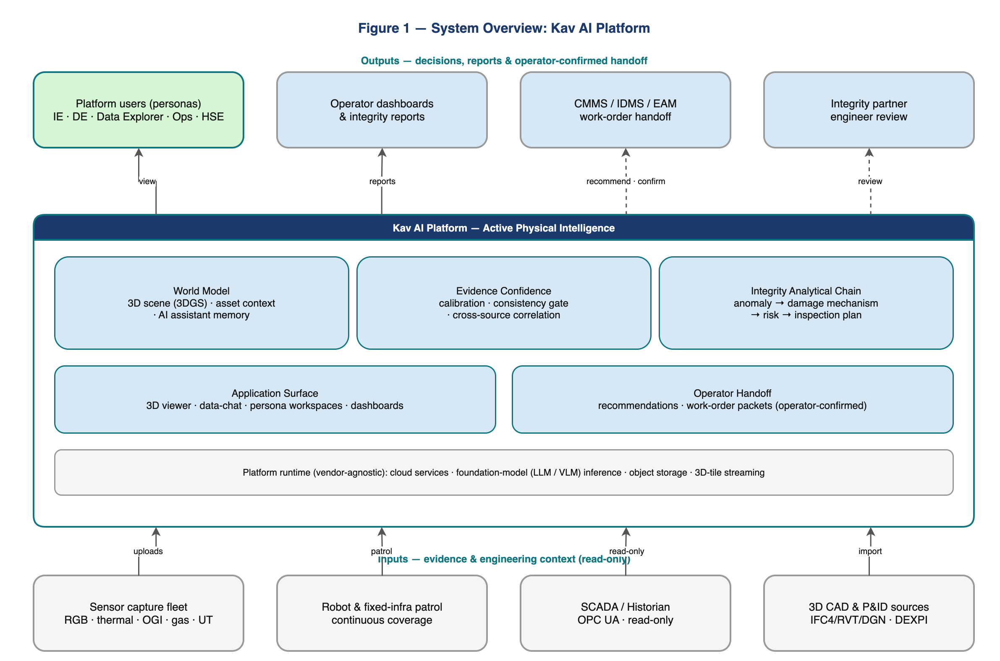 Figure 1 — System Overview: Kav AI Platform
Outputs — decisions, reports & operator-confirmed handoff
Platform users (personas)
IE · DE · Data Explorer · Ops · HSE
Operator dashboards
& integrity reports
CMMS / IDMS / EAM
work-order handoff
Integrity partner
engineer review
view
reports
recommend · confirm
review
Kav AI Platform — Active Physical Intelligence
World Model
3D scene (3DGS) · asset context
· AI assistant memory
Evidence Confidence
calibration · consistency gate
· cross-source correlation
Integrity Analytical Chain
anomaly → damage mechanism
→ risk → inspection plan
Application Surface
3D viewer · data-chat · persona workspaces · dashboards
Operator Handoff
recommendations · work-order packets (operator-confirmed)
Platform runtime (vendor-agnostic): cloud services · foundation-model (LLM / VLM) inference · object storage · 3D-tile streaming
uploads
patrol
read-only
import
Inputs — evidence & engineering context (read-only)
Sensor capture fleet
RGB · thermal · OGI · gas · UT
Robot & fixed-infra patrol
continuous coverage
SCADA / Historian
OPC UA · read-only
3D CAD & P&ID sources
IFC4/RVT/DGN · DEXPI